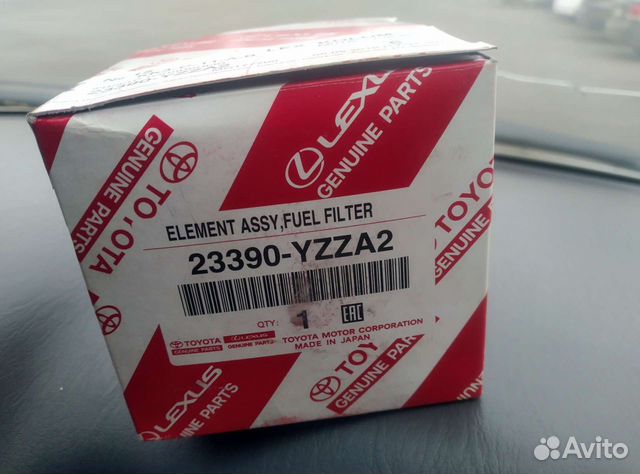 LEXUS
GENUINE PARTS
TOYOTA
GENUINE PARTS
ELEMENT ASSY,FUEL FILTER
23390-YZZA2
QTY: 1 EAC
TOYOTA
GENUINE PARTS
LEXUS
GENUINE PARTS
TOYOTA MOTOR CORPORATION
MADE IN JAPAN
TOYOTA
GENUINE PARTS
LEXUS
GENUINE PARTS
TOYO
GENUINE PARTS
Avito